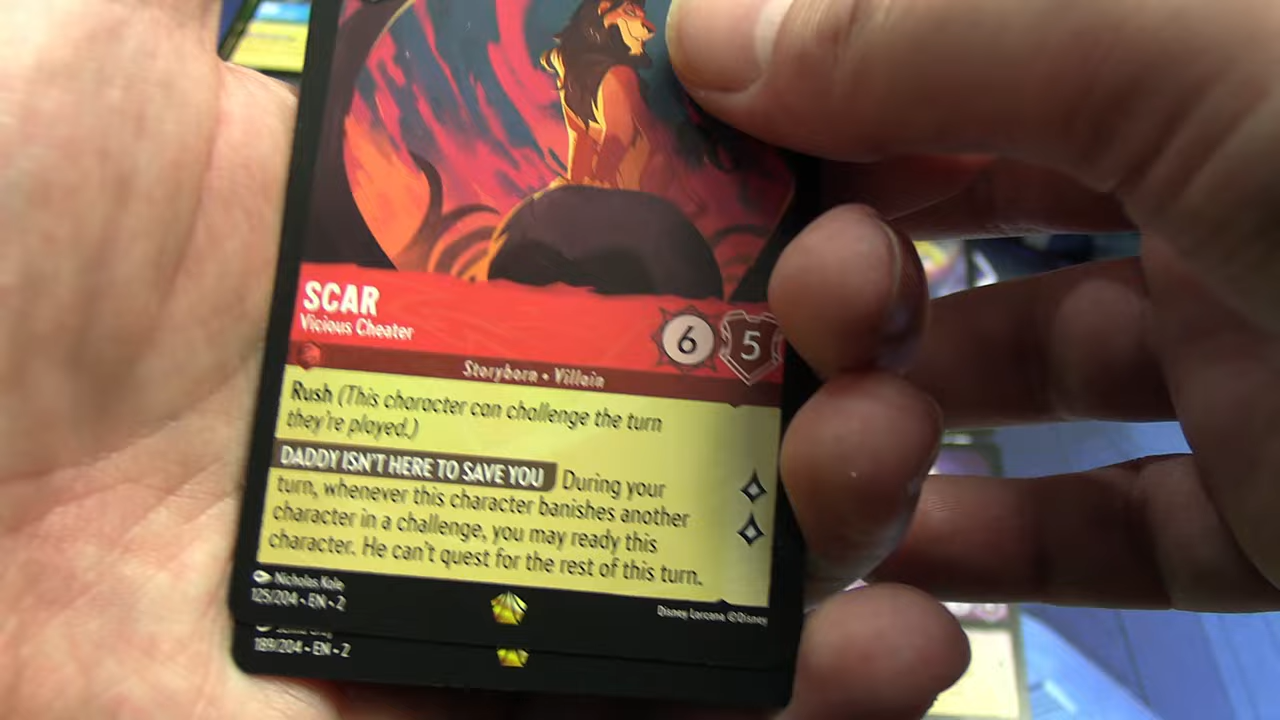 SCAR
Vicious Cheater
6 5
Storyborn • Villain
Rush (This character can challenge the turn
they're played.)
DADDY ISN'T HERE TO SAVE YOU During your
turn, whenever this character banishes another
character in a challenge, you may ready this
character. He can't quest for the rest of this turn.
Nicholas Kole
125/204 • EN • 2
Disney Lorcana ©Disney
189/204 • EN • 2